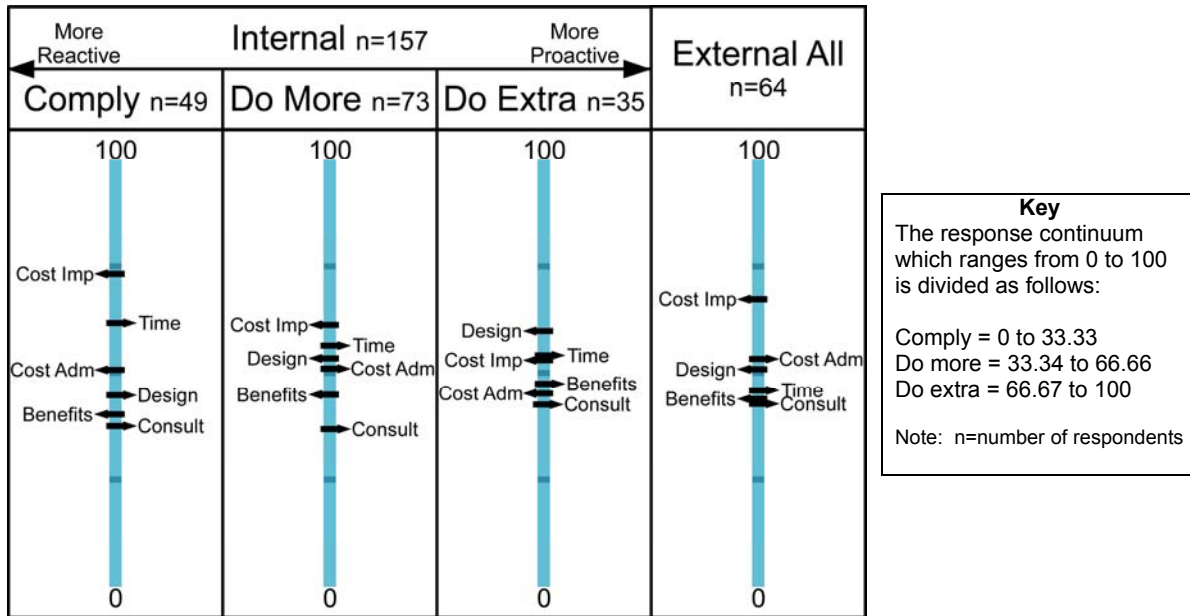 More
Reactive
Internal n=157
More
Proactive
External All
n=64
Comply n=49
Do More n=73
Do Extra n=35
100
Cost Imp
Time
Cost Adm
Design
Benefits
Consult
0
100
Cost Imp
Time
Design
Cost Adm
Benefits
Consult
0
100
Design
Time
Cost Imp
Benefits
Cost Adm
Consult
0
100
Cost Imp
Cost Adm
Design
Time
Benefits
Consult
0
Key
The response continuum
which ranges from 0 to 100
is divided as follows:
Comply = 0 to 33.33
Do more = 33.34 to 66.66
Do extra = 66.67 to 100
Note: n=number of respondents